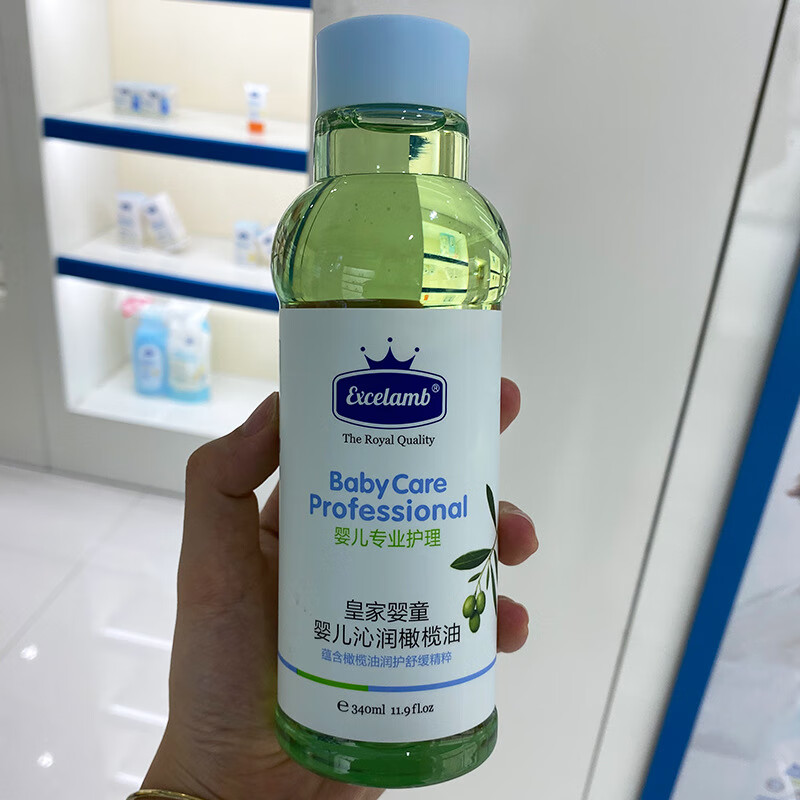 Excelamb®
The Royal Quality
Baby Care
Professional
婴儿专业护理
皇家婴童
婴儿沁润橄榄油
蕴含橄榄油润护舒缓精粹
℮ 340ml 11.9fl.oz